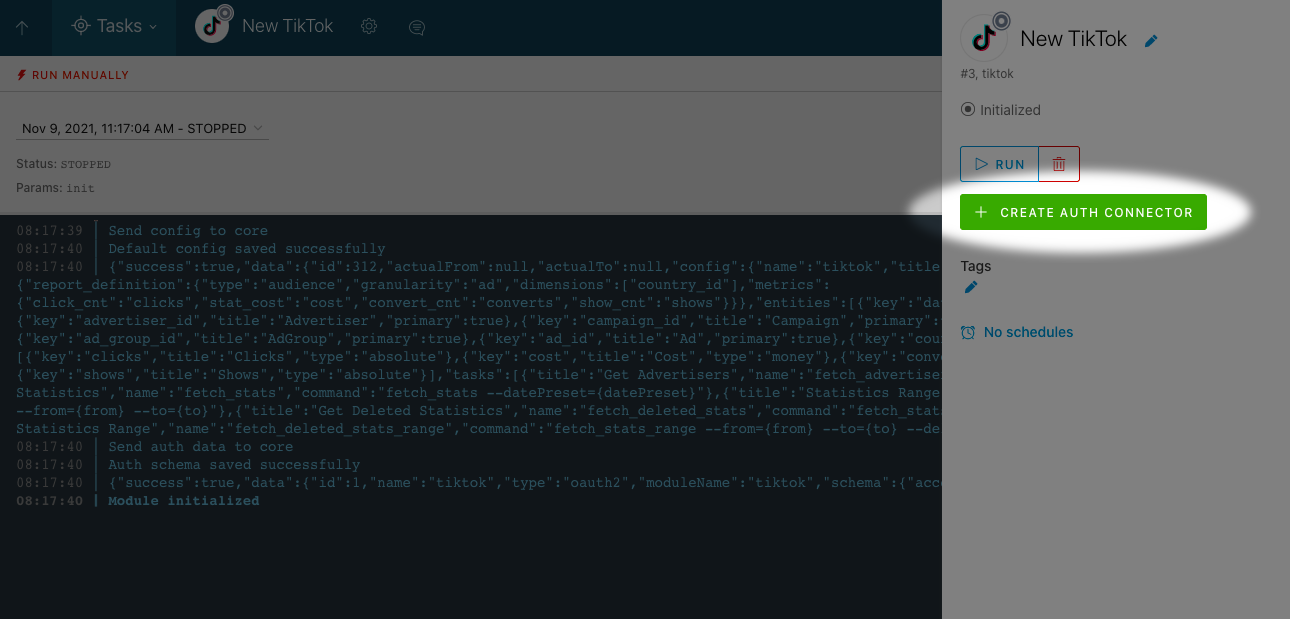 Tasks
New TikTok
RUN MANUALLY
Nov 9, 2021, 11:17:04 AM - STOPPED
Status: STOPPED
Params: init
08:17:39 | Send config to core
08:17:40 | Default config saved successfully
08:17:40 | {"success":true,"data":{"id":312,"actualFrom":null,"actualTo":null,"config":{"name":"tiktok","title
{"report_definition":{"type":"audience","granularity":"ad","dimensions":["country_id"],"metrics":
{"click_cnt":"clicks","stat_cost":"cost","convert_cnt":"converts","show_cnt":"shows"}}},"entities":[{"key":"da
{"key":"advertiser_id","title":"Advertiser","primary":true},{"key":"campaign_id","title":"Campaign","primary":
{"key":"ad_group_id","title":"AdGroup","primary":true},{"key":"ad_id","title":"Ad","primary":true},{"key":"cou
[{"key":"clicks","title":"Clicks","type":"absolute"},{"key":"cost","title":"Cost","type":"money"},{"key":"conv
{"key":"shows","title":"Shows","type":"absolute"}],"tasks":[{"title":"Get Advertisers","name":"fetch_advertise
Statistics","name":"fetch_stats","command":"fetch_stats --datePreset={datePreset}"},{"title":"Statistics Range
--from={from} --to={to}"},{"title":"Get Deleted Statistics","name":"fetch_deleted_stats","command":"fetch_stat
Statistics Range","name":"fetch_deleted_stats_range","command":"fetch_stats_range --from={from} --to={to} --de
08:17:40 | Send auth data to core
08:17:40 | Auth schema saved successfully
08:17:40 | {"success":true,"data":{"id":1,"name":"tiktok","type":"oauth2","moduleName":"tiktok","schema":{"acc
08:17:40 | Module initialized
New TikTok
#3, tiktok
Initialized
RUN
+ CREATE AUTH CONNECTOR
Tags
No schedules